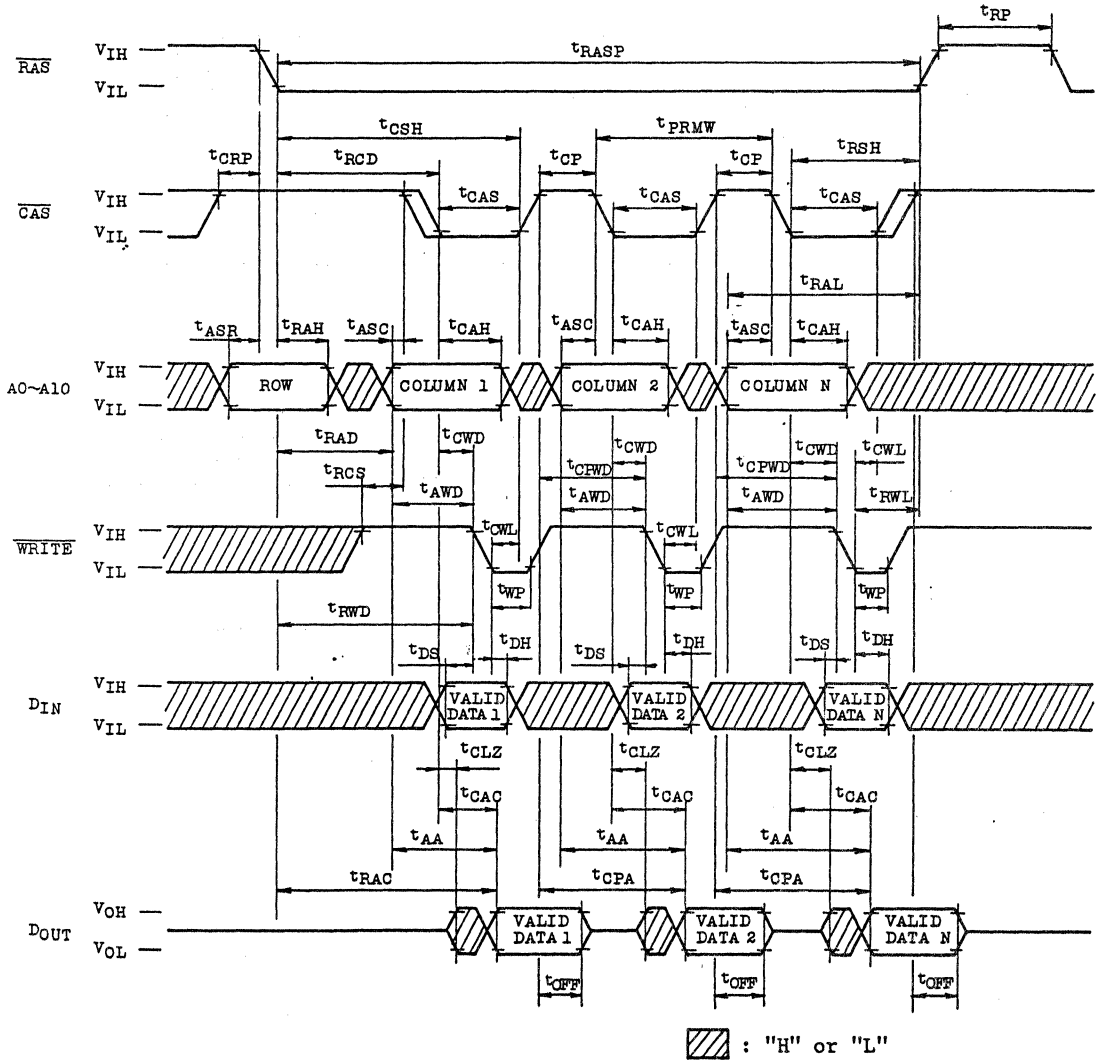 tRP
VIH
tRASP
RAS
VIL
tCSH
tPRMW
tCRP
tRCD
tCP
tCP
tRSH
VIH
tCAS
tCAS
tCAS
CAS
VIL
tRAL
tASR
tRAH
tASC
tCAH
tASC
tCAH
tASC
tCAH
VIH
A0~A10
ROW
COLUMN 1
COLUMN 2
COLUMN N
VIL
tRAD
tCWD
tCWD
tCWD
tCWL
tRCS
tCPWD
tCPWD
tAWD
tAWD
tAWD
tRWL
VIH
tCWL
tCWL
WRITE
VIL
tWP
tWP
tWP
tRWD
tDS
tDH
tDS
tDH
tDS
tDH
VIH
DIN
VALID DATA 1
VALID DATA 2
VALID DATA N
VIL
tCLZ
tCLZ
tCLZ
tCAC
tCAC
tCAC
tAA
tAA
tAA
tRAC
tCPA
tCPA
VOH
DOUT
VALID DATA 1
VALID DATA 2
VALID DATA N
VOL
tOFF
tOFF
tOFF
: "H" or "L"